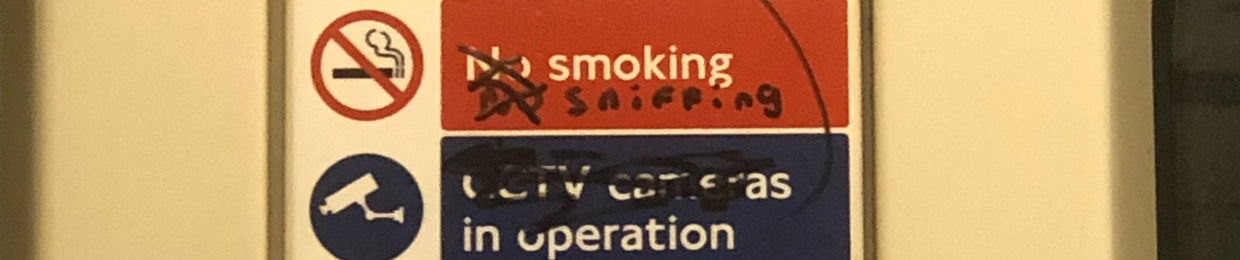 No smoking
sniffing
CCTV cameras
in operation